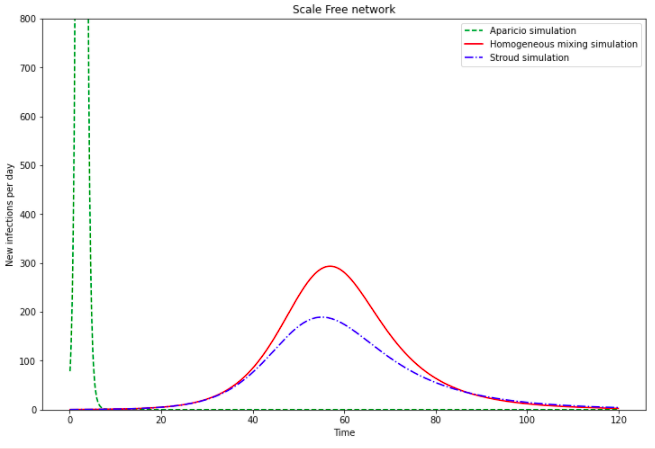 Scale Free network
Aparicio simulation
Homogeneous mixing simulation
Stroud simulation
New infections per day
800
700
600
500
400
300
200
100
0
0 20 40 60 80 100 120
Time